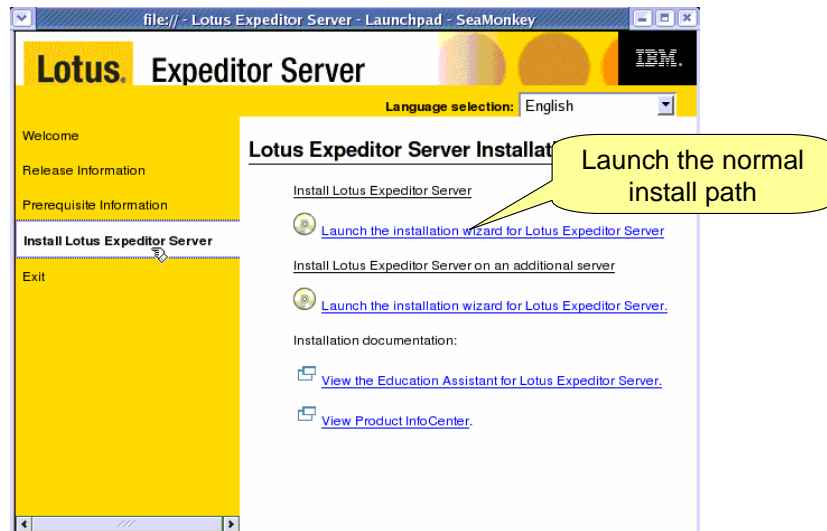 file:// - Lotus Expeditor Server - Launchpad - SeaMonkey
Lotus. Expeditor Server
IBM.
Language selection: English
Welcome
Release Information
Prerequisite Information
Install Lotus Expeditor Server
Exit
Lotus Expeditor Server
Launch the normal
install path
Install Lotus Expeditor Server
Launch the installation wizard for Lotus Expeditor Server
Install Lotus Expeditor Server on an additional server
Launch the installation wizard for Lotus Expeditor Server.
Installation documentation:
View the Education Assistant for Lotus Expeditor Server.
View Product InfoCenter.